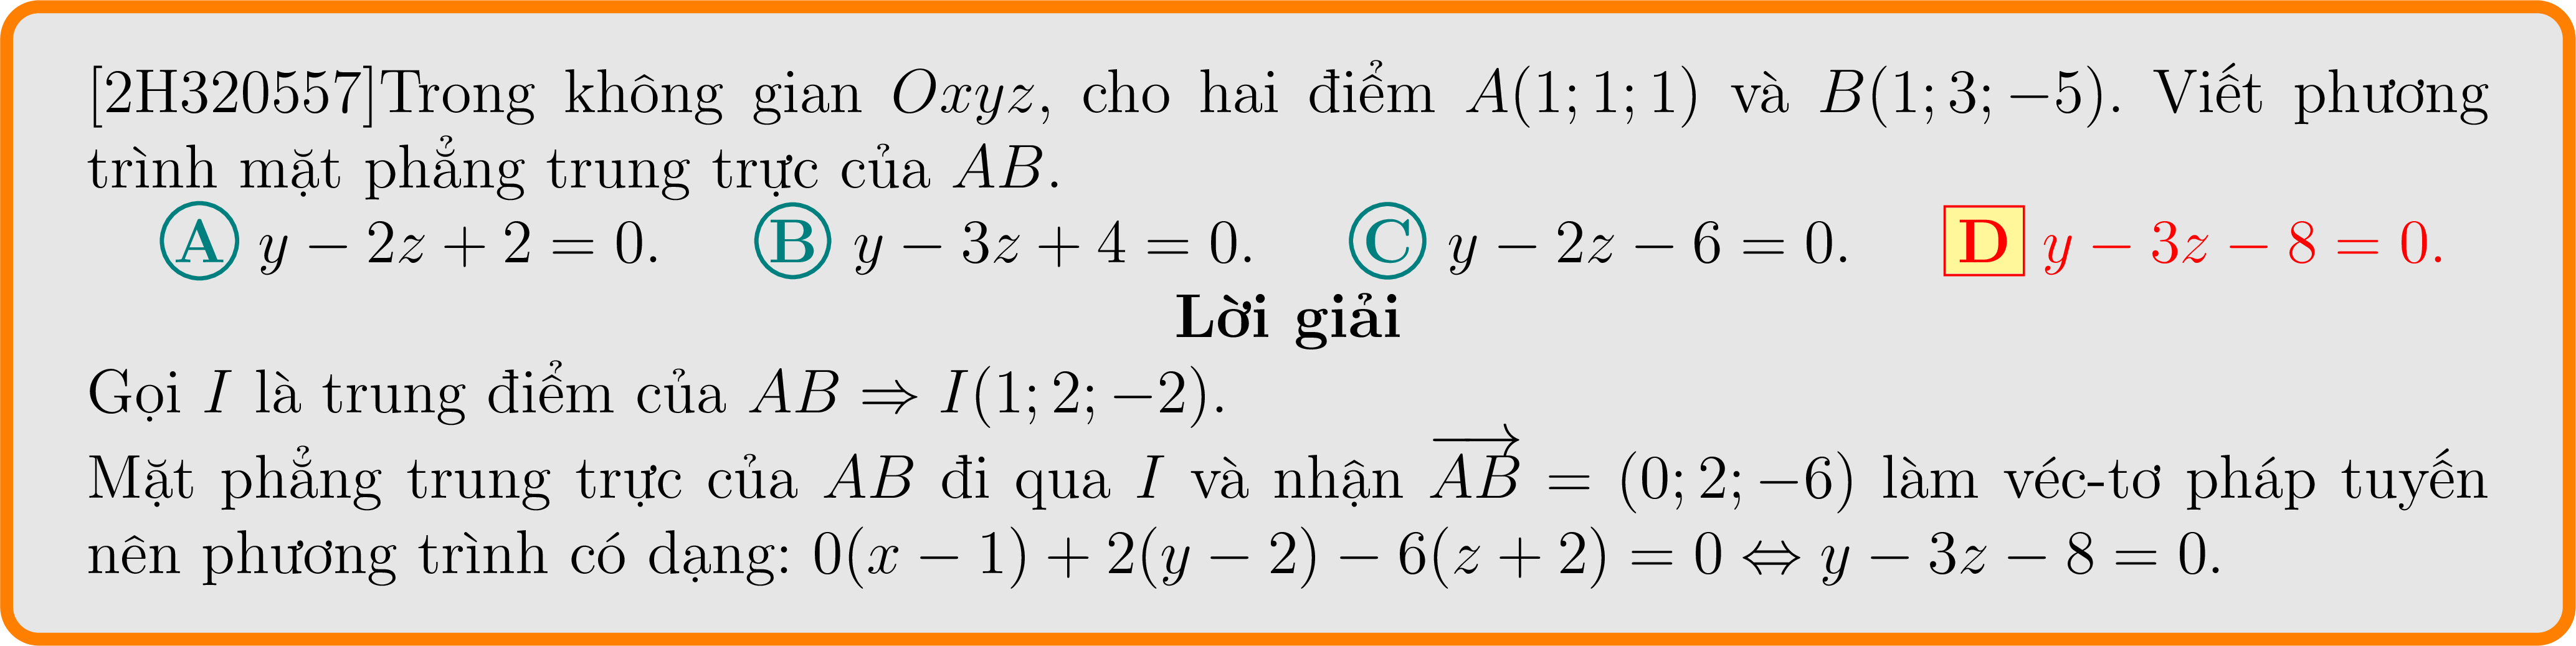 [2H320557]Trong không gian Oxyz, cho hai điểm A(1; 1; 1) và B(1; 3; −5). Viết phương
trình mặt phẳng trung trực của AB.
A y − 2z + 2 = 0. B y − 3z + 4 = 0. C y − 2z − 6 = 0. D y − 3z − 8 = 0.
Lời giải
Gọi I là trung điểm của AB ⇒ I(1; 2; −2).
Mặt phẳng trung trực của AB đi qua I và nhận $\overrightarrow{AB}$ = (0; 2; −6) làm véc-tơ pháp tuyến
nên phương trình có dạng: 0(x − 1) + 2(y − 2) − 6(z + 2) = 0 ⇔ y − 3z − 8 = 0.